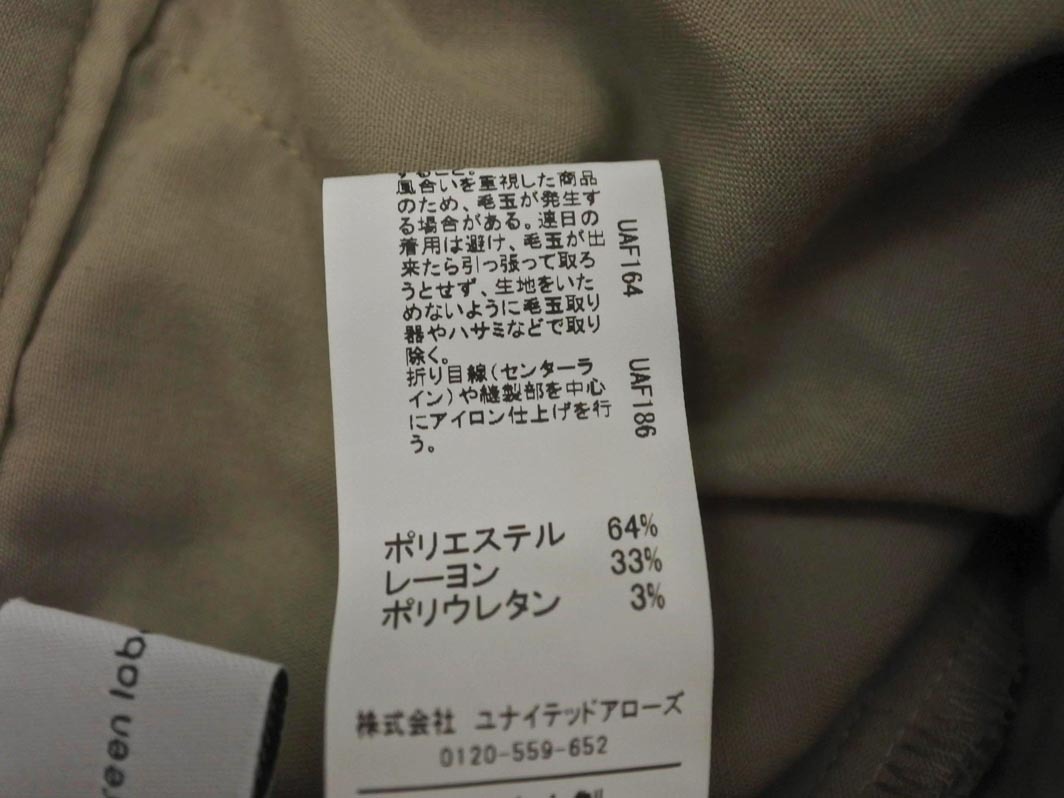 すること。
風合いを重視した商品
のため、毛玉が発生す
る場合がある。連日の
着用は避け、毛玉が出
来たら引っ張って取ろ
うとせず、生地をいた
めないように毛玉取り
器やハサミなどで取り
除く。
折り目線(センターラ
イン)や縫製部を中心
にアイロン仕上げを行
う。
UAF164
UAF186
ポリエステル 64%
レーヨン 33%
ポリウレタン 3%
株式会社 ユナイテッドアローズ
0120-559-652
reen lab